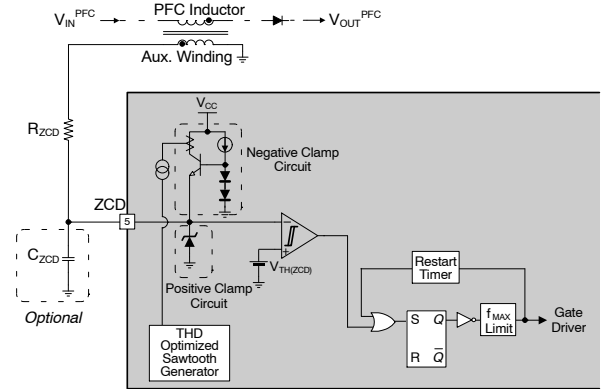 PFC Inductor
V_IN^PFC
V_OUT^PFC
Aux. Winding
R_ZCD
V_CC
Negative Clamp
Circuit
ZCD
5
C_ZCD
Optional
V_TH(ZCD)
Positive Clamp
Circuit
THD
Optimized
Sawtooth
Generator
Restart
Timer
S Q
R Q̅
f_MAX
Limit
Gate
Driver